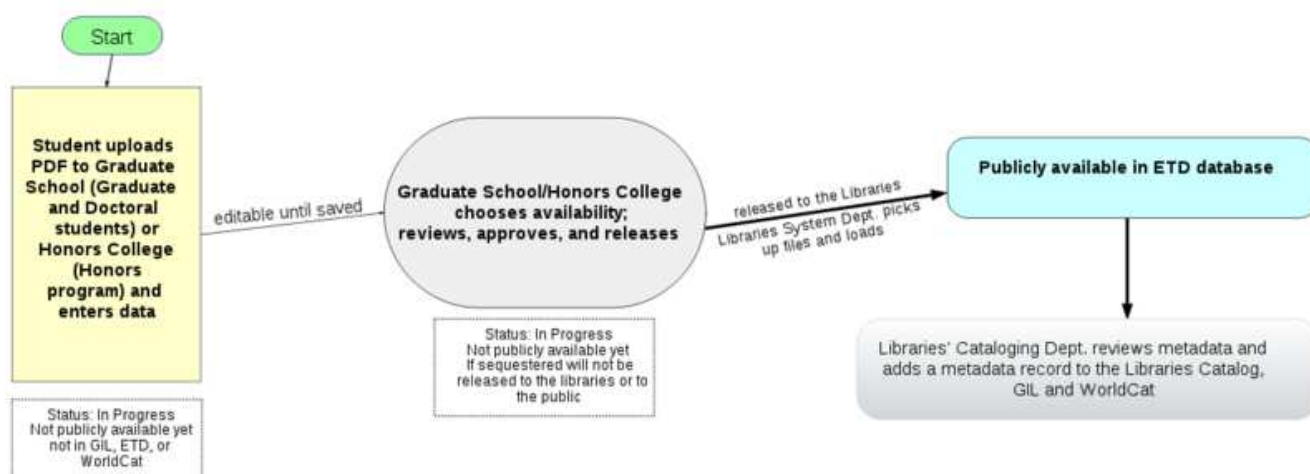 Start
Student uploads
PDF to Graduate
School (Graduate
and Doctoral
students) or
Honors College
(Honors
program) and
enters data
Status: In Progress
Not publicly available yet
not in GIL, ETD, or
WorldCat
editable until saved
Graduate School/Honors College
chooses availability;
reviews, approves, and releases
Status: In Progress
Not publicly available yet
If sequestered will not be
released to the libraries or to
the public
released to the Libraries
Libraries System Dept. picks
up files and loads
Publicly available in ETD database
Libraries' Cataloging Dept. reviews metadata and
adds a metadata record to the Libraries Catalog,
GIL and WorldCat